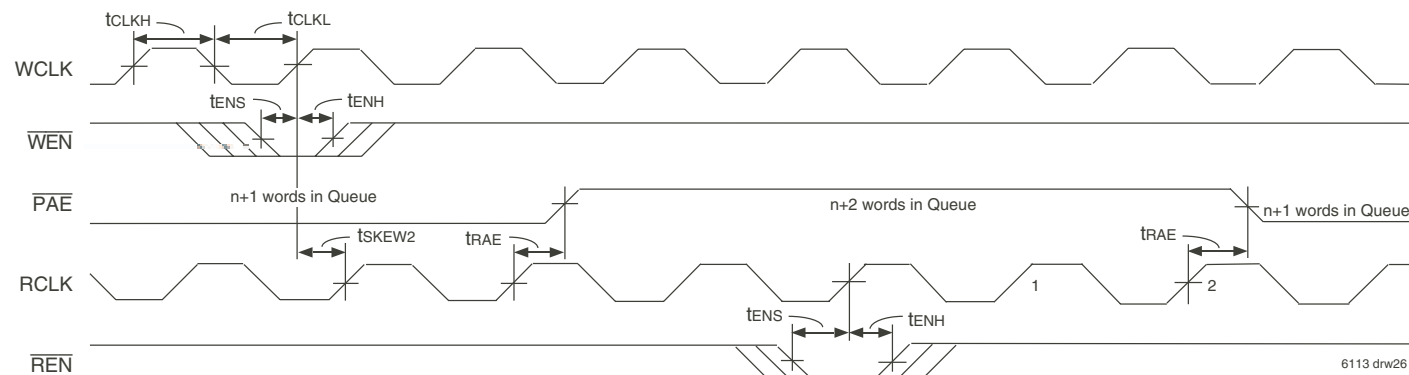 tCLKH tCLKL
WCLK
tENS tENH
WEN
n+1 words in Queue
PAE n+2 words in Queue n+1 words in Queue
tSKEW2 tRAE tRAE
RCLK 1 2
tENS tENH
REN
6113 drw26